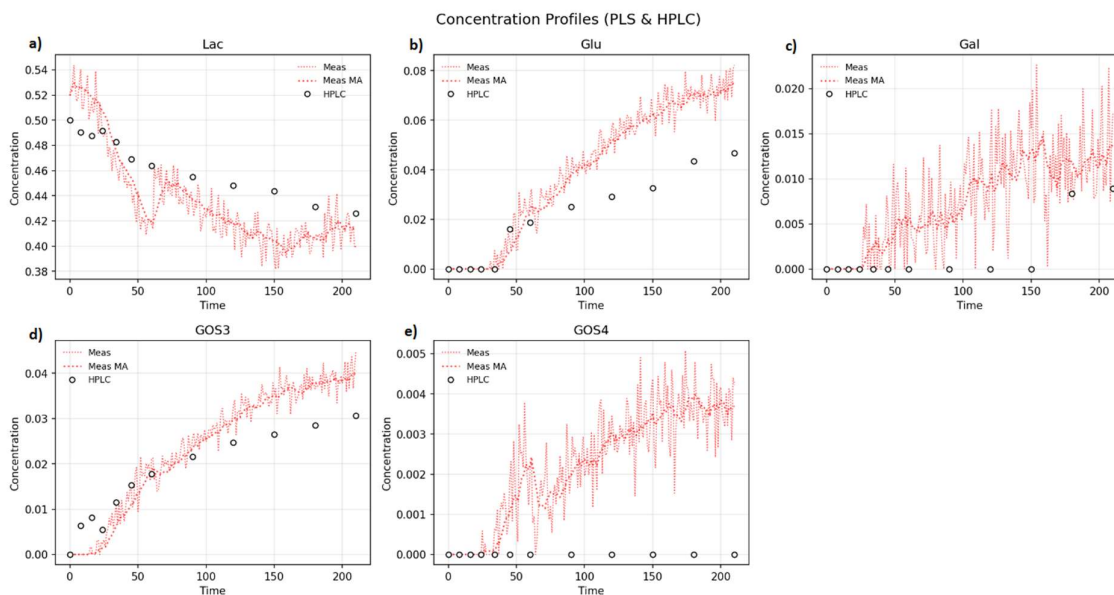 Concentration Profiles (PLS & HPLC)
a)
Lac
Concentration
0.54
0.52
0.50
0.48
0.46
0.44
0.42
0.40
0.38
Meas
Meas MA
HPLC
0
50
100
150
200
Time
b)
Glu
Concentration
0.08
0.06
0.04
0.02
0.00
Meas
Meas MA
HPLC
0
50
100
150
200
Time
c)
Gal
Concentration
0.020
0.015
0.010
0.005
0.000
Meas
Meas MA
HPLC
0
50
100
150
200
Time
d)
GOS3
Concentration
0.04
0.03
0.02
0.01
0.00
Meas
Meas MA
HPLC
0
50
100
150
200
Time
e)
GOS4
Concentration
0.005
0.004
0.003
0.002
0.001
0.000
Meas
Meas MA
HPLC
0
50
100
150
200
Time